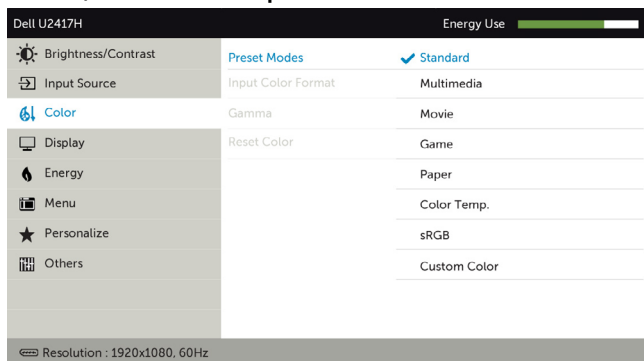 Dell U2417H
Energy Use
Brightness/Contrast
Input Source
Color
Display
Energy
Menu
Personalize
Others
Preset Modes
Input Color Format
Gamma
Reset Color
Standard
Multimedia
Movie
Game
Paper
Color Temp.
sRGB
Custom Color
Resolution : 1920x1080, 60Hz